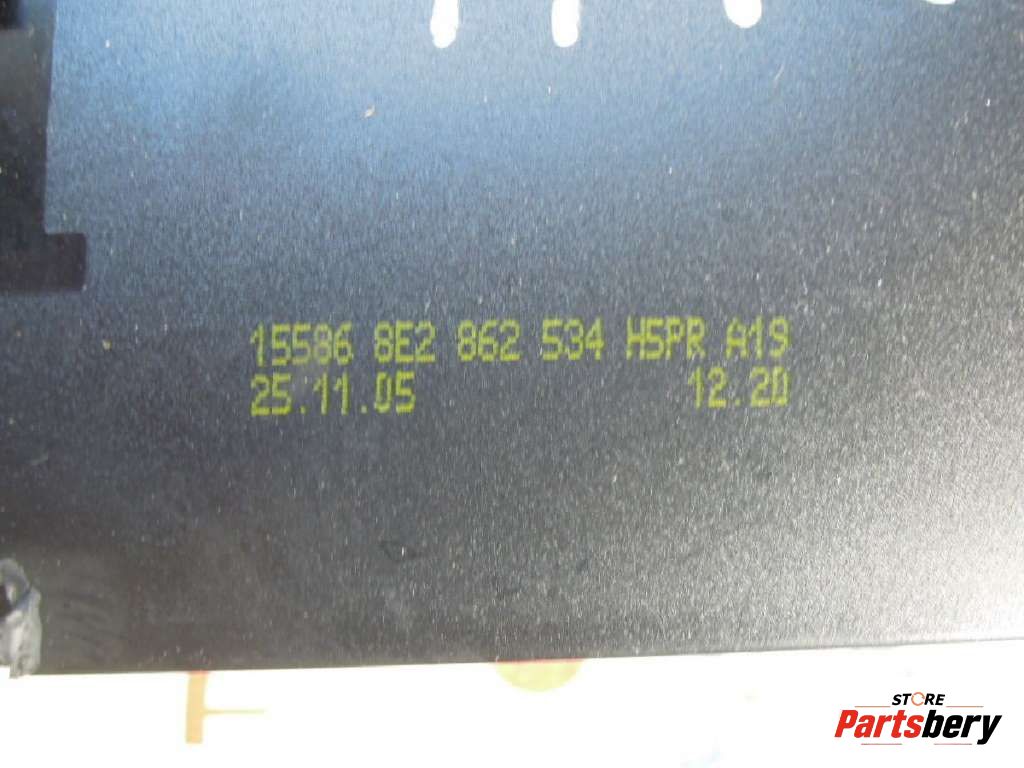 15586 8E2 862 534 H5PR A19
25.11.05 12.20
STORE
Partsbery